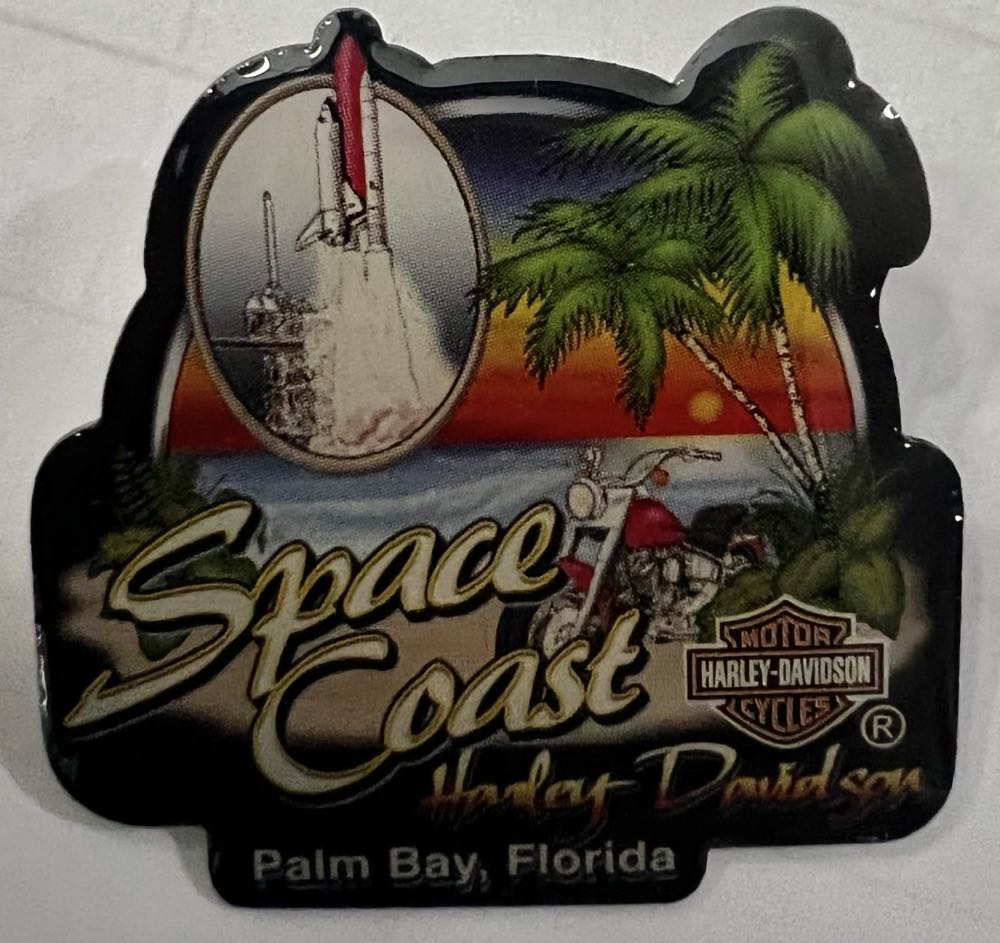 Space
Coast
MOTOR
HARLEY-DAVIDSON
CYCLES
®
Harley Davidson
Palm Bay, Florida